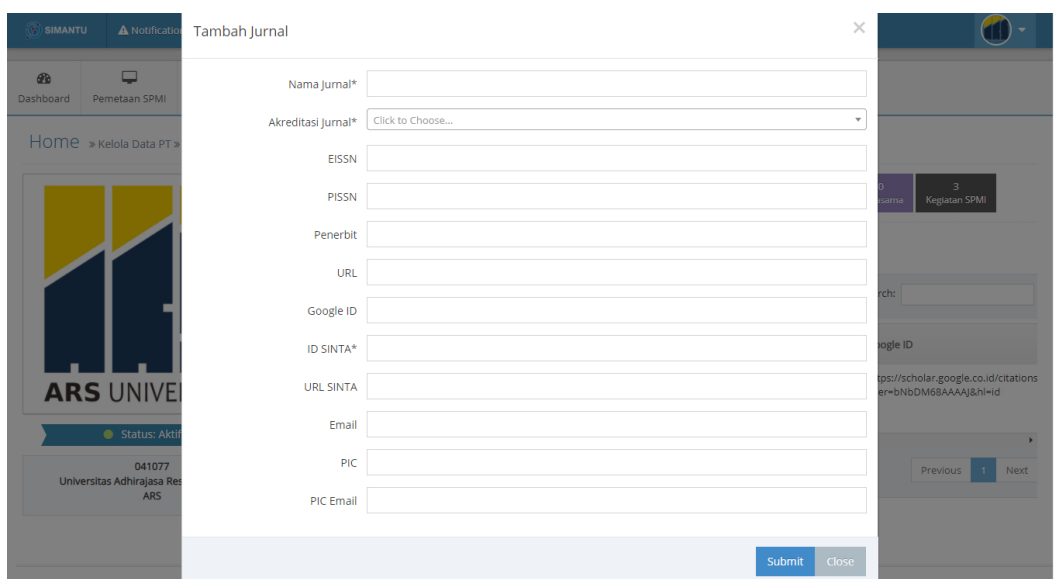 SIMANTU
Notification
Tambah Jurnal
×
Dashboard
Pemetaan SPMI
Home » Kelola Data PT »
Nama Jurnal*
Akreditasi Jurnal*
Click to Choose...
EISSN
PISSN
Penerbit
URL
Google ID
ID SINTA*
URL SINTA
Email
PIC
PIC Email
Submit
Close
0
3
Kegiatan SPMI
rch:
ogle ID
tps://scholar.google.co.id/citations
er=bNbDM68AAAAJ&hl=id
Previous
1
Next
ARS UNIVE
Status: Aktif
041077
Universitas Adhirajasa Res
ARS